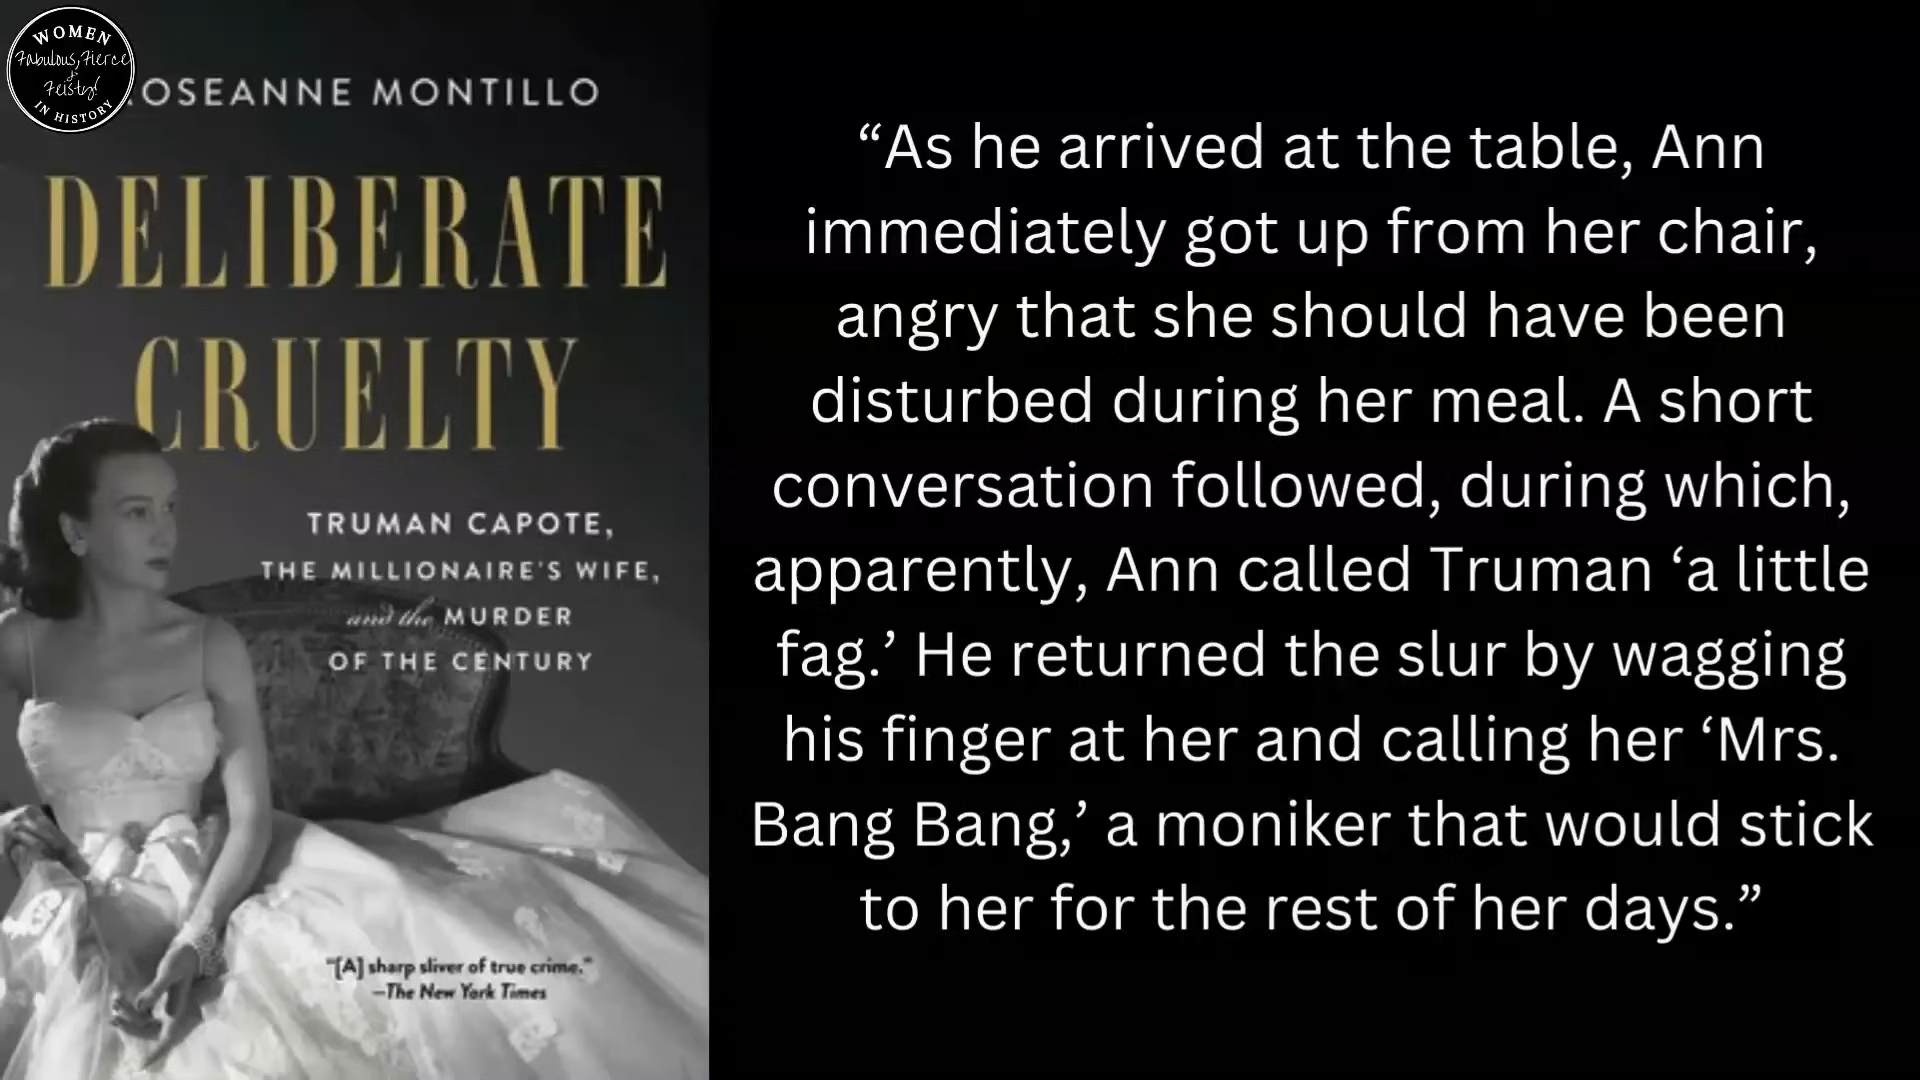 WOMEN
Fabulous, Fierce
&
Feisty!
IN HISTORY
OSEANNE MONTILLO
DELIBERATE
CRUELTY
TRUMAN CAPOTE,
THE MILLIONAIRE'S WIFE,
and the MURDER
OF THE CENTURY
"[A] sharp sliver of true crime."
—The New York Times
“As he arrived at the table, Ann
immediately got up from her chair,
angry that she should have been
disturbed during her meal. A short
conversation followed, during which,
apparently, Ann called Truman ‘a little
fag.’ He returned the slur by wagging
his finger at her and calling her ‘Mrs.
Bang Bang,’ a moniker that would stick
to her for the rest of her days.”